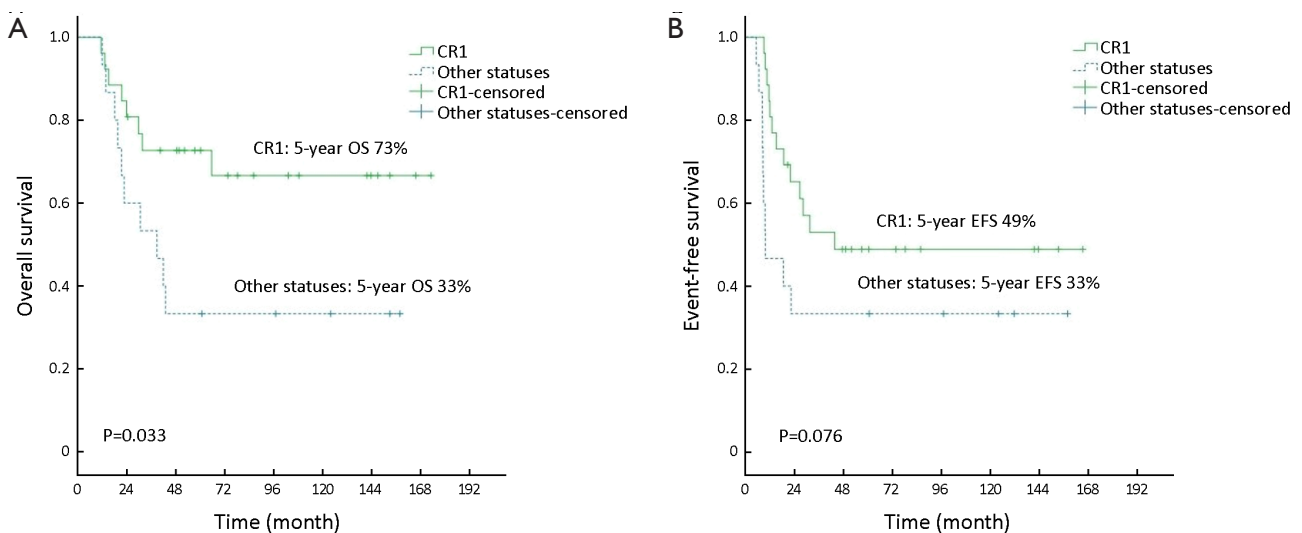 A
1.0
0.8
0.6
0.4
0.2
0
Overall survival
CR1
Other statuses
CR1-censored
Other statuses-censored
CR1: 5-year OS 73%
Other statuses: 5-year OS 33%
P=0.033
0 24 48 72 96 120 144 168 192
Time (month)
B
1.0
0.8
0.6
0.4
0.2
0
Event-free survival
CR1
Other statuses
CR1-censored
Other statuses-censored
CR1: 5-year EFS 49%
Other statuses: 5-year EFS 33%
P=0.076
0 24 48 72 96 120 144 168 192
Time (month)